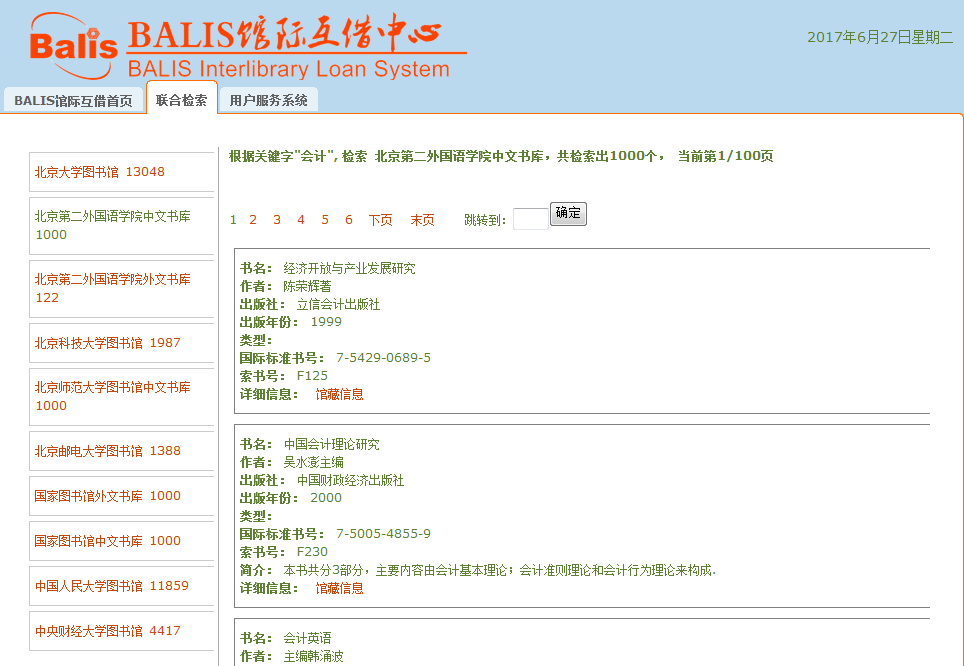 Balis
BALIS馆际互借中心
BALIS Interlibrary Loan System
2017年6月27日星期二
BALIS馆际互借首页 联合检索 用户服务系统
北京大学图书馆 13048
北京第二外国语学院中文书库
1000
北京第二外国语学院外文书库
122
北京科技大学图书馆 1987
北京师范大学图书馆中文书库
1000
北京邮电大学图书馆 1388
国家图书馆外文书库 1000
国家图书馆中文书库 1000
中国人民大学图书馆 11859
中央财经大学图书馆 4417
根据关键字"会计", 检索 北京第二外国语学院中文书库，共检索出1000个， 当前第1/100页
1 2 3 4 5 6 下页 末页 跳转到： 确定
书名： 经济开放与产业发展研究
作者： 陈荣辉著
出版社： 立信会计出版社
出版年份： 1999
类型：
国际标准书号： 7-5429-0689-5
索书号： F125
详细信息： 馆藏信息
书名： 中国会计理论研究
作者： 吴水澎主编
出版社： 中国财政经济出版社
出版年份： 2000
类型：
国际标准书号： 7-5005-4855-9
索书号： F230
简介： 本书共分3部分，主要内容由会计基本理论；会计准则理论和会计行为理论来构成.
详细信息： 馆藏信息
书名： 会计英语
作者： 主编韩涌波